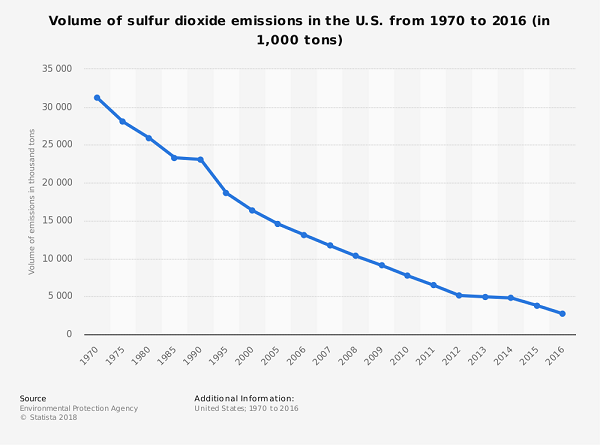 Volume of sulfur dioxide emissions in the U.S. from 1970 to 2016 (in
1,000 tons)
Volume of emissions in thousand tons
35 000
30 000
25 000
20 000
15 000
10 000
5 000
0
1970 1975 1980 1985 1990 1995 2000 2005 2006 2007 2008 2009 2010 2011 2012 2013 2014 2015 2016
Source
Environmental Protection Agency
© Statista 2018
Additional Information:
United States; 1970 to 2016